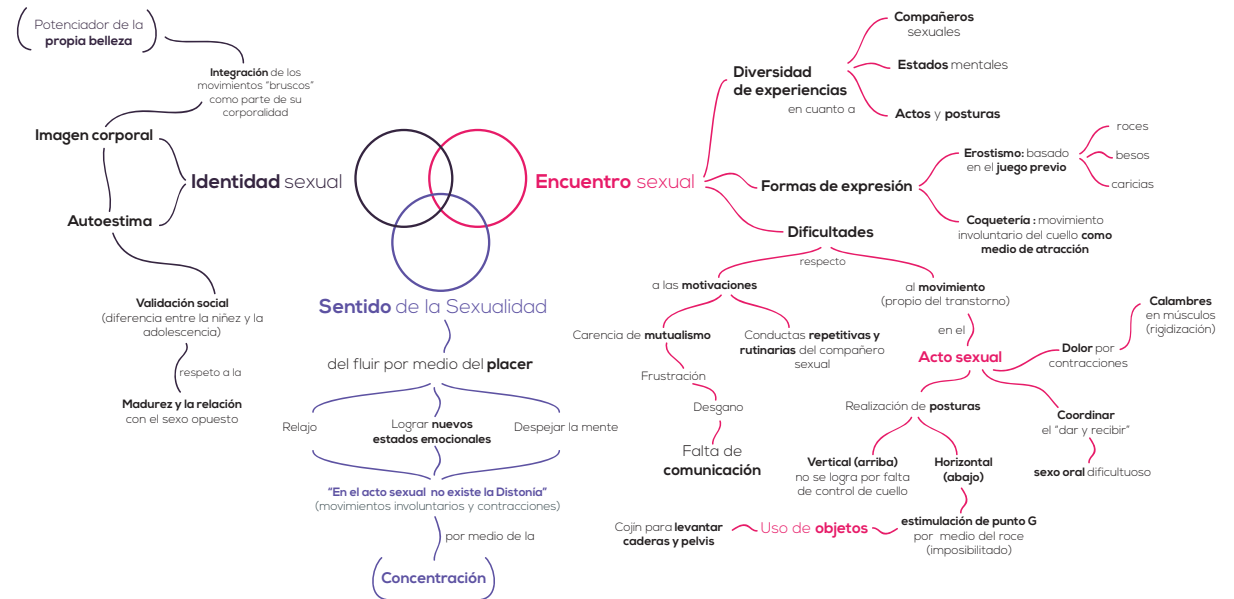 Potenciador de la
propia belleza
Integración de los
movimientos "bruscos"
como parte de su
corporalidad
Imagen corporal
Identidad sexual
Autoestima
Validación social
(diferencia entre la niñez y la
adolescencia)
respeto a la
Madurez y la relación
con el sexo opuesto
Sentido de la Sexualidad
del fluir por medio del placer
Relajo
Lograr nuevos
estados emocionales
Despejar la mente
"En el acto sexual no existe la Distonía"
(movimientos involuntarios y contracciones)
por medio de la
Concentración
Encuentro sexual
Diversidad
de experiencias
en cuanto a
Compañeros
sexuales
Estados mentales
Actos y posturas
Formas de expresión
Erostismo: basado
en el juego previo
roces
besos
caricias
Coquetería : movimiento
involuntario del cuello como
medio de atracción
Dificultades
respecto
a las motivaciones
Carencia de mutualismo
Frustración
Desgano
Falta de
comunicación
Conductas repetitivas y
rutinarias del compañero
sexual
al movimiento
(propio del transtorno)
en el
Acto sexual
Dolor por
contracciones
Calambres
en músculos
(rigidización)
Coordinar
el "dar y recibir"
sexo oral dificultuoso
Realización de posturas
Vertical (arriba)
no se logra por falta
de control de cuello
Horizontal
(abajo)
estimulación de punto G
por medio del roce
(imposibilitado)
Uso de objetos
Cojín para levantar
caderas y pelvis